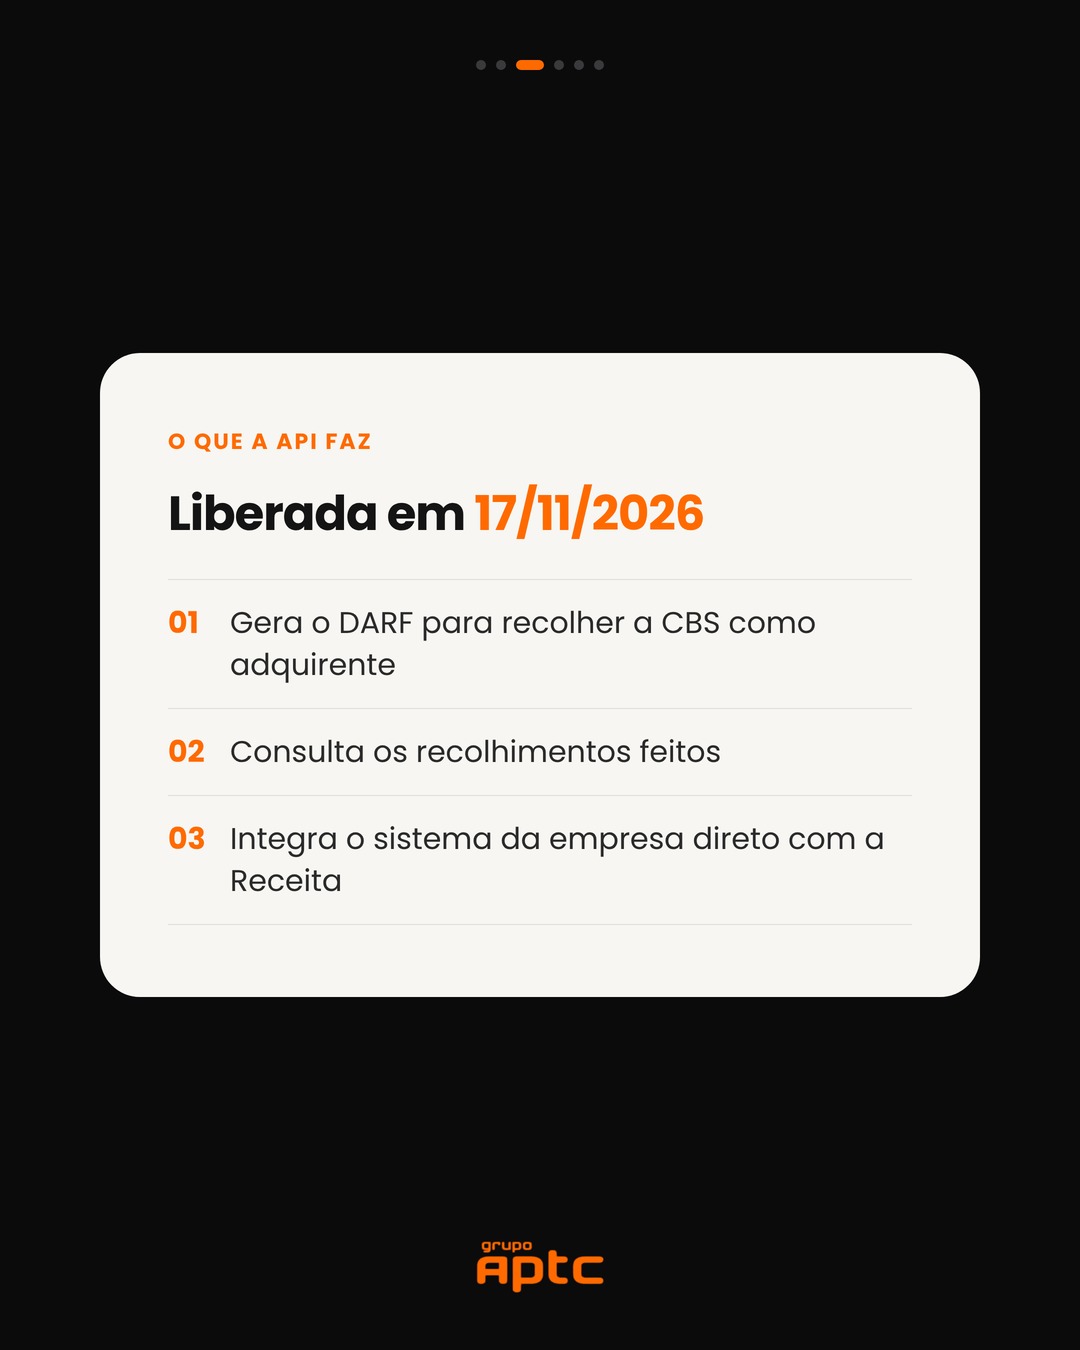 O QUE A API FAZ
Liberada em 17/11/2026
01 Gera o DARF para recolher a CBS como
adquirente
02 Consulta os recolhimentos feitos
03 Integra o sistema da empresa direto com a
Receita
grupo
Aptc